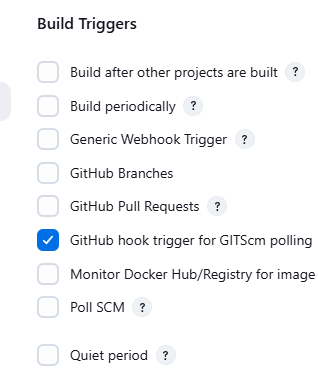 Build Triggers
Build after other projects are built ?
Build periodically ?
Generic Webhook Trigger ?
GitHub Branches
GitHub Pull Requests ?
GitHub hook trigger for GITScm polling
Monitor Docker Hub/Registry for image
Poll SCM ?
Quiet period ?